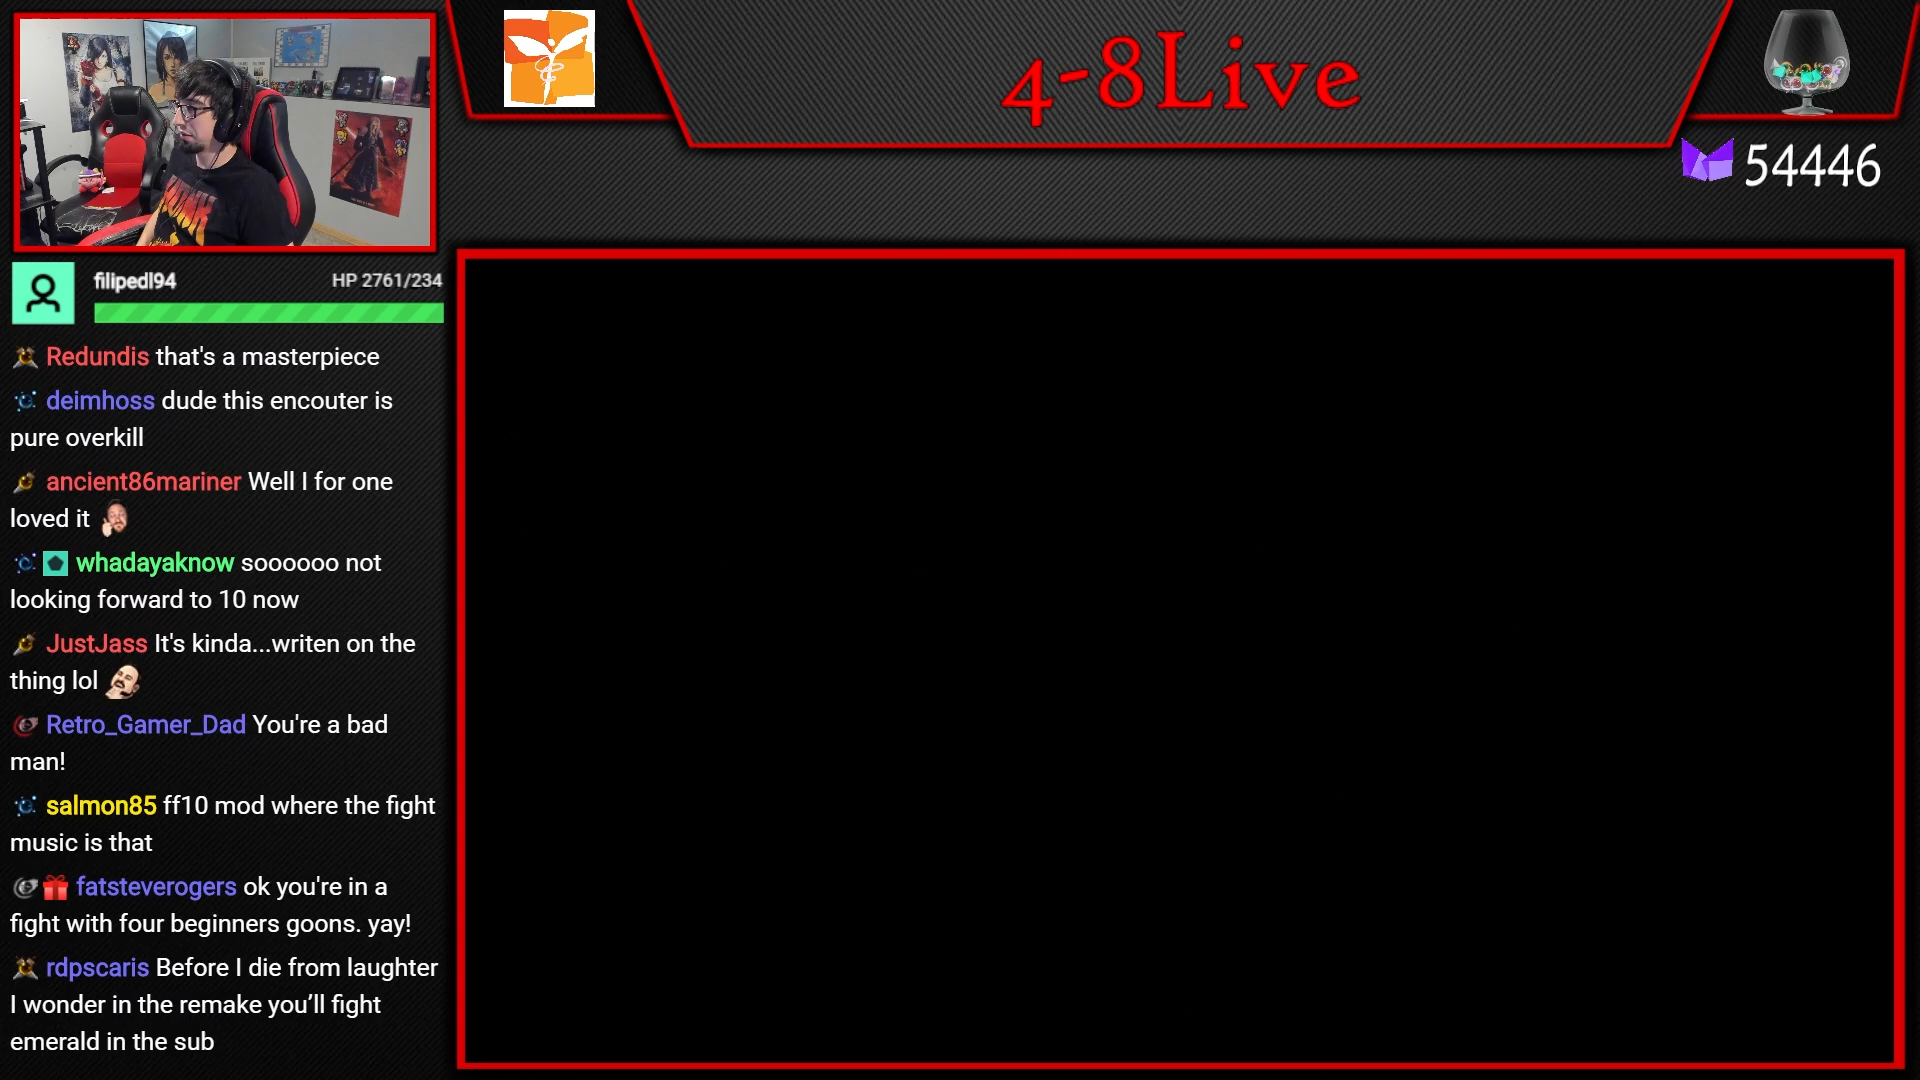 4-8Live
54446
filipedl94 HP 2761/234
Redundis that's a masterpiece
deimhoss dude this encouter is
pure overkill
ancient86mariner Well I for one
loved it
whadayaknow soooooo not
looking forward to 10 now
JustJass It's kinda...writen on the
thing lol
Retro_Gamer_Dad You're a bad
man!
salmon85 ff10 mod where the fight
music is that
fatsteverogers ok you're in a
fight with four beginners goons. yay!
rdpscaris Before I die from laughter
I wonder in the remake you’ll fight
emerald in the sub